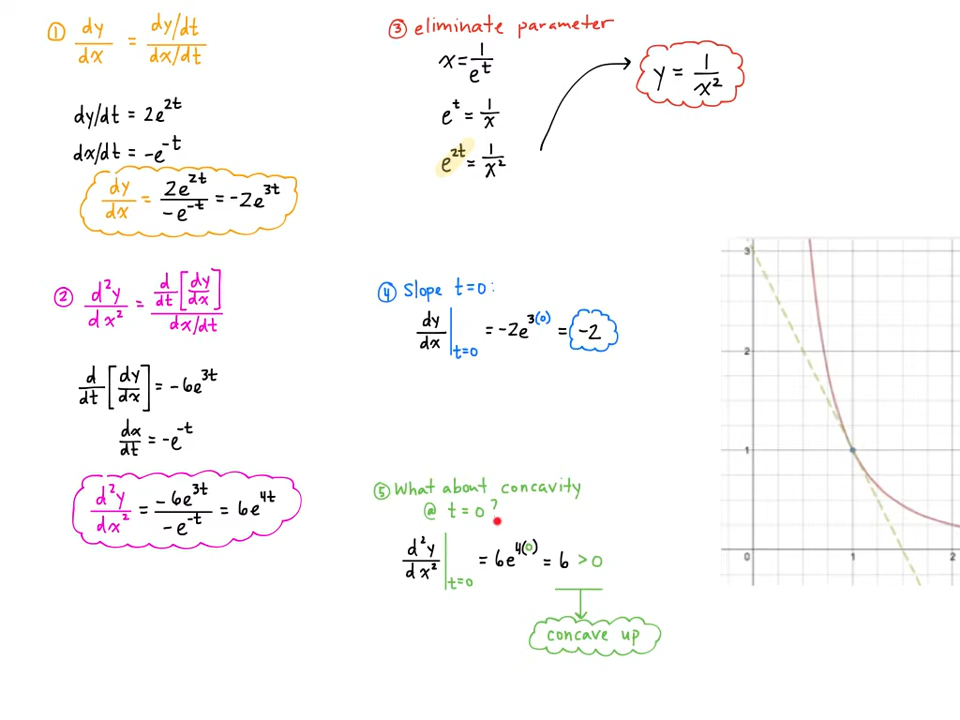 ① dy/dx = (dy/dt)/(dx/dt)
dy/dt = 2e^{2t}
dx/dt = -e^{-t}
dy/dx = 2e^{2t}/-e^{-t} = -2e^{3t}
② d²y/dx² = (d/dt [dy/dx])/(dx/dt)
d/dt [dy/dx] = -6e^{3t}
dx/dt = -e^{-t}
d²y/dx² = -6e^{3t}/-e^{-t} = 6e^{4t}
③ eliminate parameter
x = 1/e^t
e^t = 1/x
e^{2t} = 1/x²
y = 1/x²
④ Slope t=0:
dy/dx |_{t=0} = -2e^{3(0)} = -2
⑤ What about concavity
@ t=0?
d²y/dx² |_{t=0} = 6e^{4(0)} = 6 > 0
concave up
3
2
1
0
0
1
2